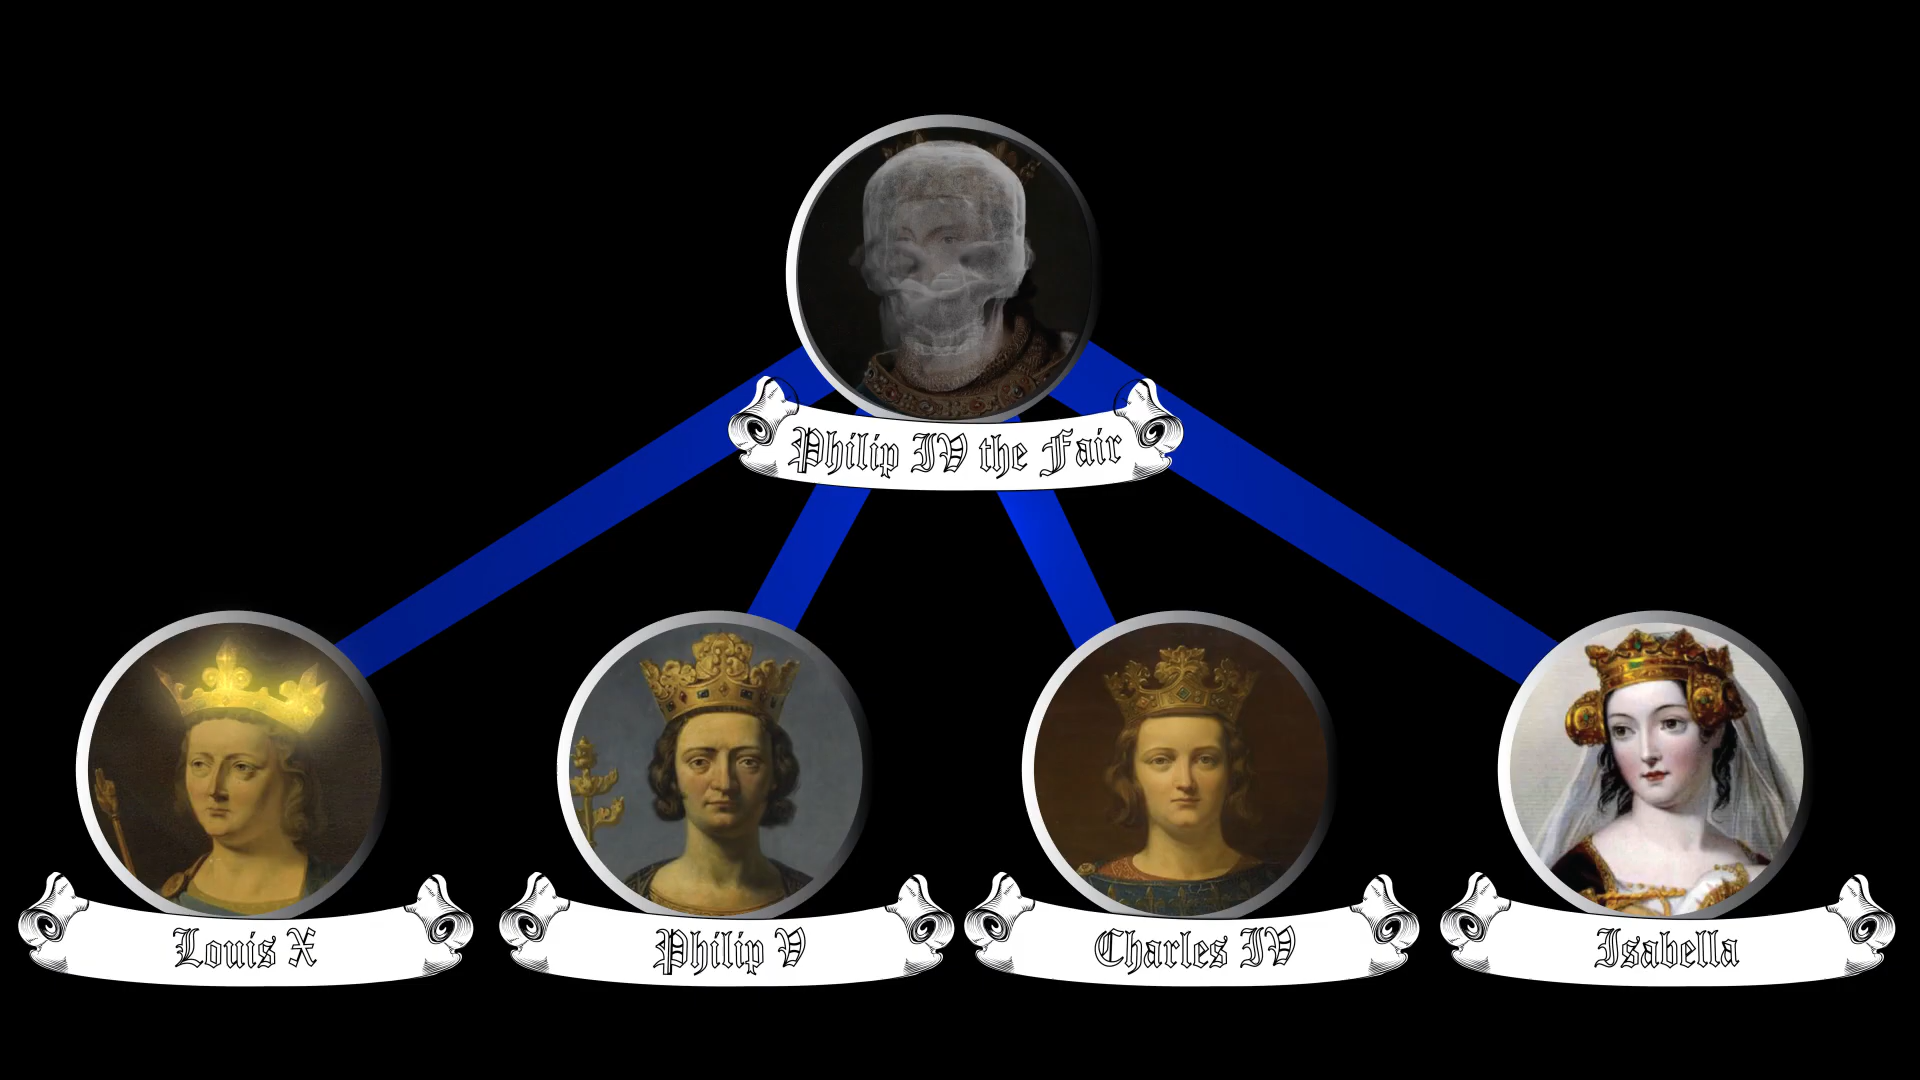 Philip IV the Fair
Louis X
Philip V
Charles IV
Isabella